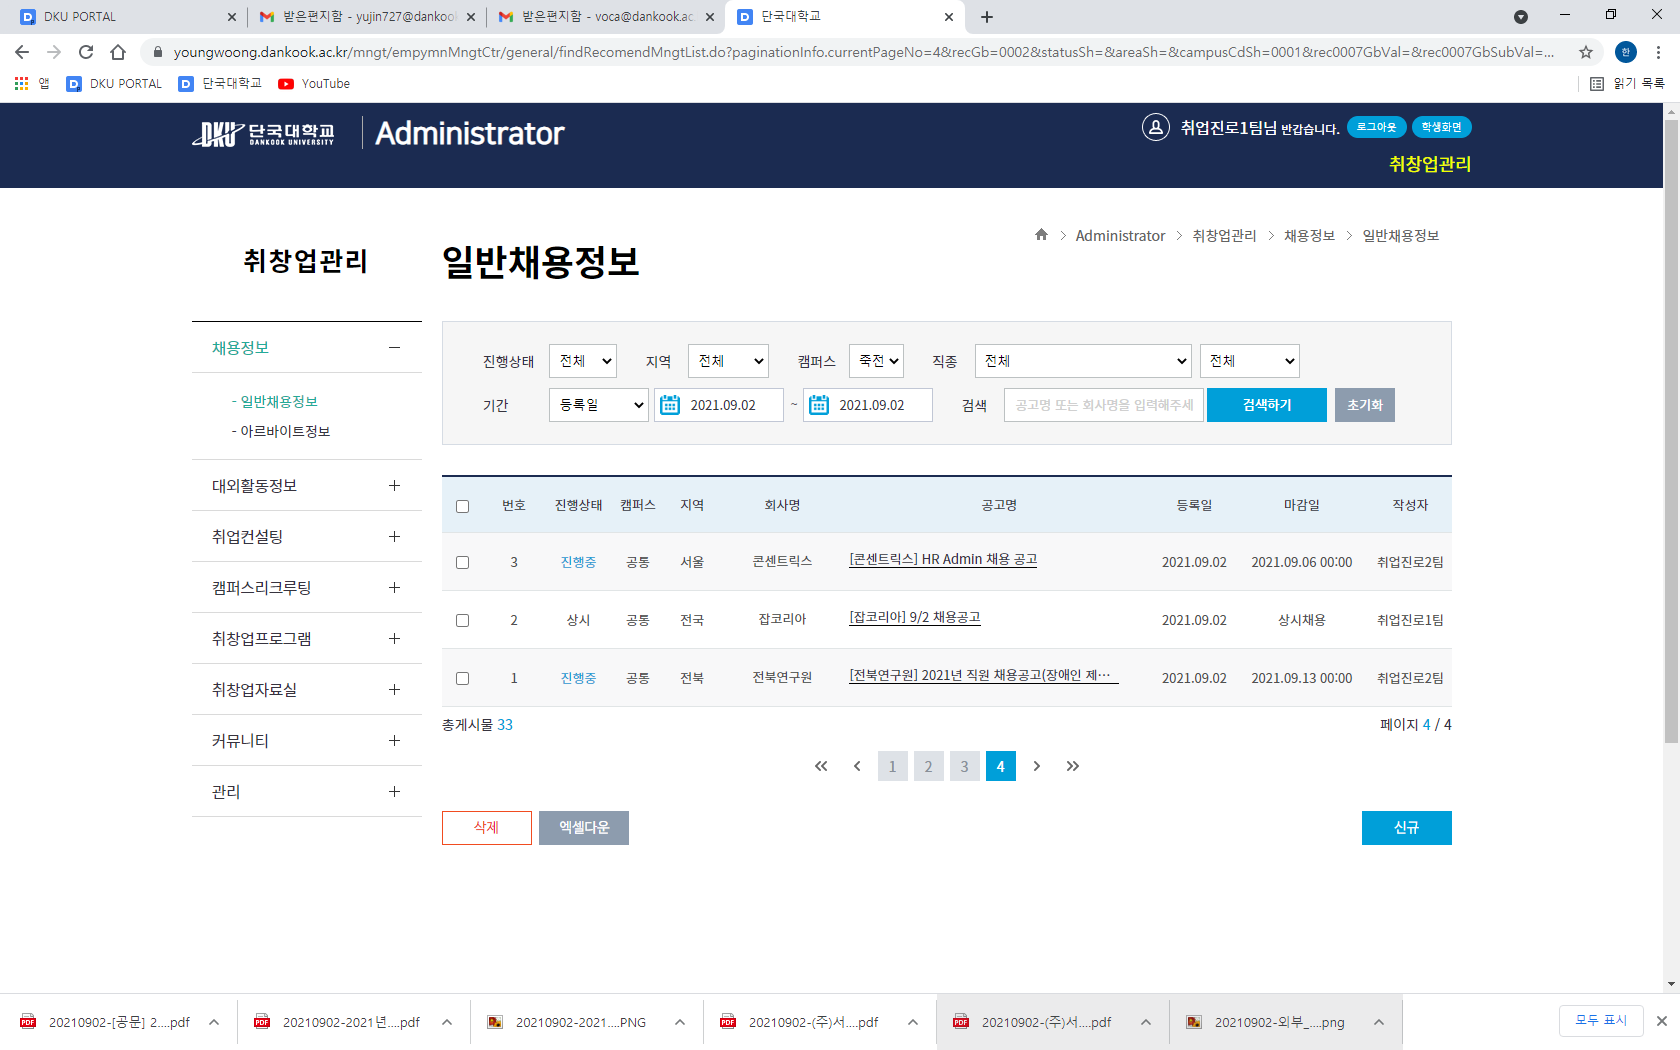 DKU PORTAL
받은편지함 - yujin727@dankook
받은편지함 - voca@dankook.ac.
단국대학교
youngwoong.dankook.ac.kr/mngt/empymnMngtCtr/general/findRecomendMngtList.do?paginationInfo.currentPageNo=4&recGb=0002&statusSh=&areaSh=&campusCdSh=0001&rec0007GbVal=&rec0007GbSubVal=...
한
앱 DKU PORTAL 단국대학교 YouTube 읽기 목록
DKU 단국대학교 DANKOOK UNIVERSITY Administrator
취업진로1팀님 반갑습니다. 로그아웃 학생화면
취창업관리
Administrator > 취창업관리 > 채용정보 > 일반채용정보
취창업관리
일반채용정보
채용정보
- 일반채용정보
- 아르바이트정보
대외활동정보
취업컨설팅
캠퍼스리크루팅
취창업프로그램
취창업자료실
커뮤니티
관리
진행상태 전체 지역 전체 캠퍼스 죽전 직종 전체 전체
기간 등록일 2021.09.02 ~ 2021.09.02 검색 공고명 또는 회사명을 입력해주세 검색하기 초기화
번호 진행상태 캠퍼스 지역 회사명 공고명 등록일 마감일 작성자
3 진행중 공통 서울 콘센트릭스 [콘센트릭스] HR Admin 채용 공고 2021.09.02 2021.09.06 00:00 취업진로2팀
2 상시 공통 전국 잡코리아 [잡코리아] 9/2 채용공고 2021.09.02 상시채용 취업진로1팀
1 진행중 공통 전북 전북연구원 [전북연구원] 2021년 직원 채용공고(장애인 제… 2021.09.02 2021.09.13 00:00 취업진로2팀
총게시물 33 페이지 4 / 4
« ‹ 1 2 3 4 › »
삭제 엑셀다운 신규
20210902-[공문] 2....pdf
20210902-2021년....pdf
20210902-2021....PNG
20210902-(주)서....pdf
20210902-(주)서....pdf
20210902-외부_....png
모두 표시